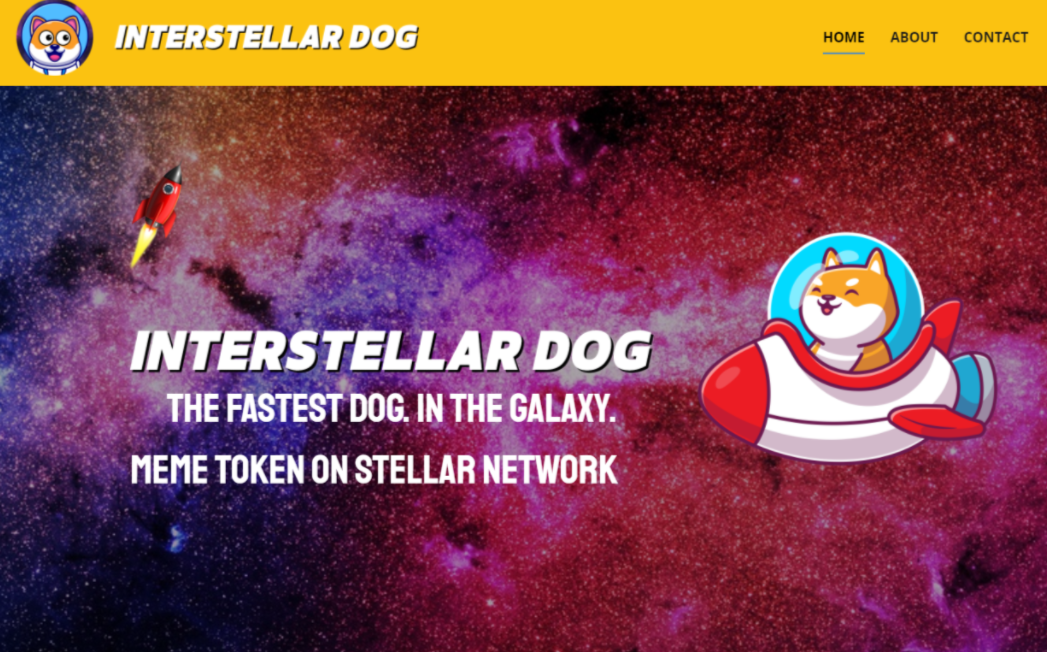 INTERSTELLAR DOG
HOME ABOUT CONTACT
INTERSTELLAR DOG
THE FASTEST DOG. IN THE GALAXY.
MEME TOKEN ON STELLAR NETWORK